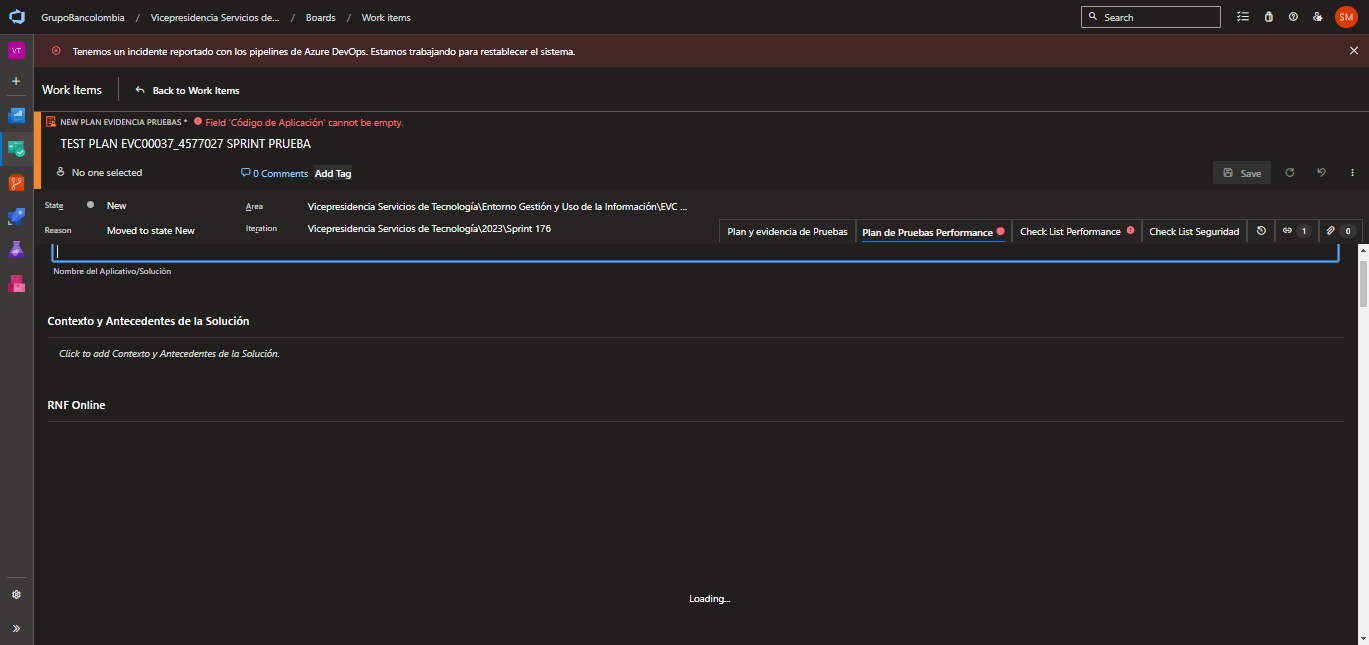 GrupoBancolombia / Vicepresidencia Servicios de... / Boards / Work items
Search
SM
VT
Tenemos un incidente reportado con los pipelines de Azure DevOps. Estamos trabajando para restablecer el sistema.
Work Items
Back to Work Items
NEW PLAN EVIDENCIA PRUEBAS * Field 'Código de Aplicación' cannot be empty.
TEST PLAN EVC00037_4577027 SPRINT PRUEBA
No one selected
0 Comments
Add Tag
Save
State New
Area Vicepresidencia Servicios de Tecnología\Entorno Gestión y Uso de la Información\EVC ...
Reason Moved to state New
Iteration Vicepresidencia Servicios de Tecnología\2023\Sprint 176
Plan y evidencia de Pruebas
Plan de Pruebas Performance
Check List Performance
Check List Seguridad
1
0
Nombre del Aplicativo/Solución
Contexto y Antecedentes de la Solución
Click to add Contexto y Antecedentes de la Solución.
RNF Online
Loading...